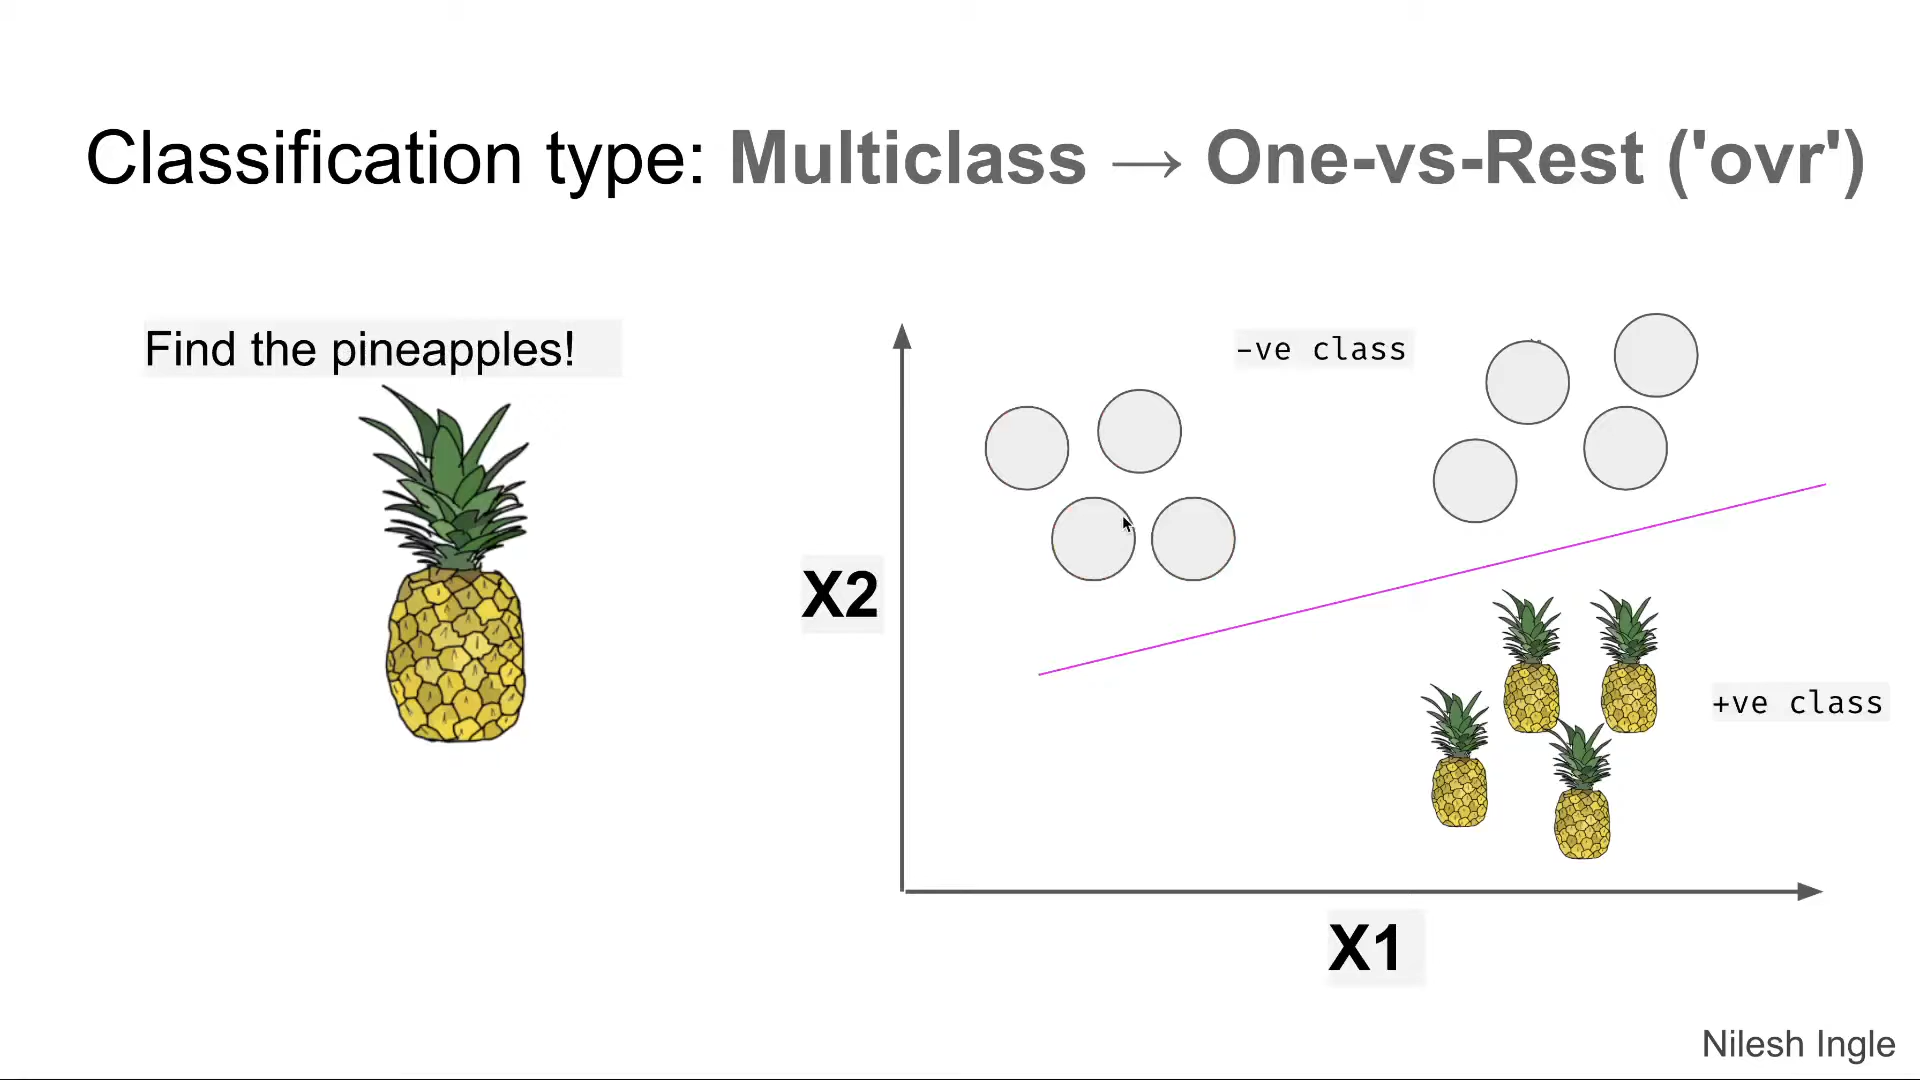 Classification type: Multiclass → One-vs-Rest ('ovr')
Find the pineapples!
-ve class
X2
+ve class
X1
Nilesh Ingle